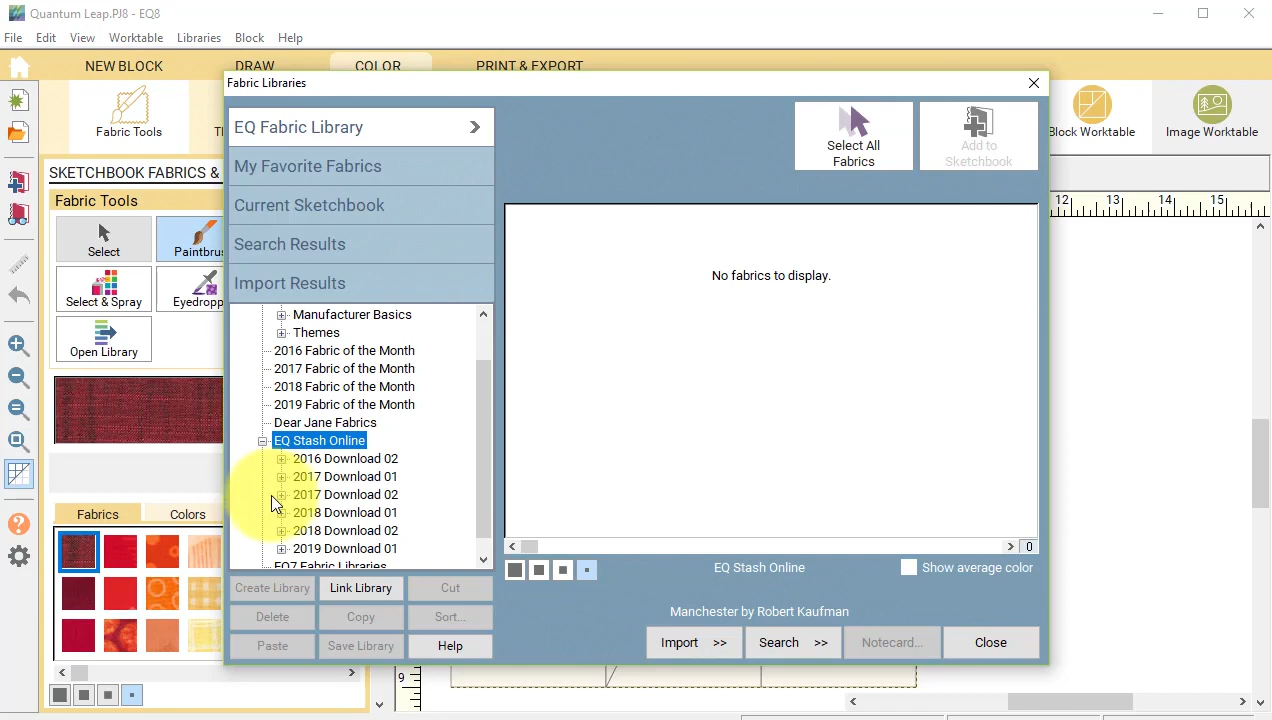 Quantum Leap.PJ8 - EQ8
File Edit View Worktable Libraries Block Help
NEW BLOCK DRAW COLOR PRINT & EXPORT
Fabric Tools
Block Worktable
Image Worktable
SKETCHBOOK FABRICS &
Fabric Tools
Select
Select & Spray
Open Library
Fabrics Colors
Fabric Libraries
EQ Fabric Library
My Favorite Fabrics
Current Sketchbook
Search Results
Import Results
Manufacturer Basics
Themes
2016 Fabric of the Month
2017 Fabric of the Month
2018 Fabric of the Month
2019 Fabric of the Month
Dear Jane Fabrics
EQ Stash Online
2016 Download 02
2017 Download 01
2017 Download 02
2018 Download 01
2018 Download 02
2019 Download 01
EQ7 Fabric Libraries
Create Library Link Library Cut
Delete Copy Sort...
Paste Save Library Help
Select All
Fabrics
Add to
Sketchbook
No fabrics to display.
0
EQ Stash Online
Show average color
Manchester by Robert Kaufman
Import >> Search >> Notecard... Close
12 13 14 15
9